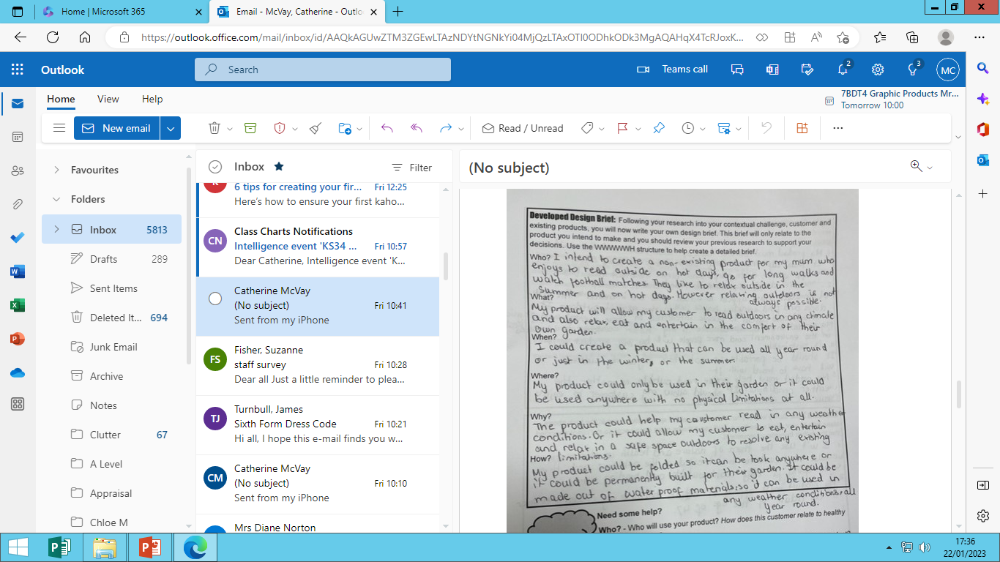 Home | Microsoft 365
Email - McVay, Catherine - Outlo
https://outlook.office.com/mail/inbox/id/AAQkAGUwZTM3ZGEwLTAzNDYtNGNkYi04MjQzLTAxOTI0ODhkODk3MgAQAHqX4TcRJoxK...
Outlook
Search
Teams call
2
3
MC
Home
View
Help
7BDT4 Graphic Products Mr...
Tomorrow 10:00
New email
Read / Unread
Favourites
Folders
Inbox 5813
Drafts 289
Sent Items
Deleted It... 694
Junk Email
Archive
Notes
Clutter 67
A Level
Appraisal
Chloe M
Inbox
Filter
6 tips for creating your fir... Fri 12:25
Here's how to ensure your first kaho...
CN
Class Charts Notifications
Intelligence event 'KS34 ... Fri 10:57
Dear Catherine, Intelligence event 'K...
Catherine McVay
(No subject) Fri 10:41
Sent from my iPhone
FS
Fisher, Suzanne
staff survey Fri 10:28
Dear all Just a little reminder to plea...
TJ
Turnbull, James
Sixth Form Dress Code Fri 10:21
Hi all, I hope this e-mail finds you w...
CM
Catherine McVay
(No subject) Fri 10:10
Sent from my iPhone
Mrs Diane Norton
(No subject)
Developed Design Brief: Following your research into your contextual challenge, customer and
existing products, you will now write your own design brief. This brief will only relate to the
product you intend to make and you should review your previous research to support your
decisions. Use the WWWWWH structure to help create a detailed brief.
Who? I intend to create a non-existing product for my mum who
enjoys to read outside on hot days, go for long walks and
watch football matches. They like to relax outside in the
summer and on hot days. However relaxing outdoors is not
always possible.
What?
My product will allow my customer to read outdoors in any climate
and also relax, eat and entertain in the comfort of their
own garden.
When?
I could create a product that can be used all year round
or just in the winter, or the summer.
Where?
My product could only be used in their garden or it could
be used anywhere with no physical limitations at all.
Why?
The product could help my customer read in any weather
conditions. Or it could allow my customer to eat, entertain
and relax in a safe space outdoors to resolve any existing
limitations.
How?
My product could be folded so it can be took anywhere or
it could be permanently built for their garden. It could be
made out of water proof materials, so it can be used in
any weather conditions, all
year round.
Need some help?
Who? - Who will use your product? How does this customer relate to healthy
17:36
22/01/2023